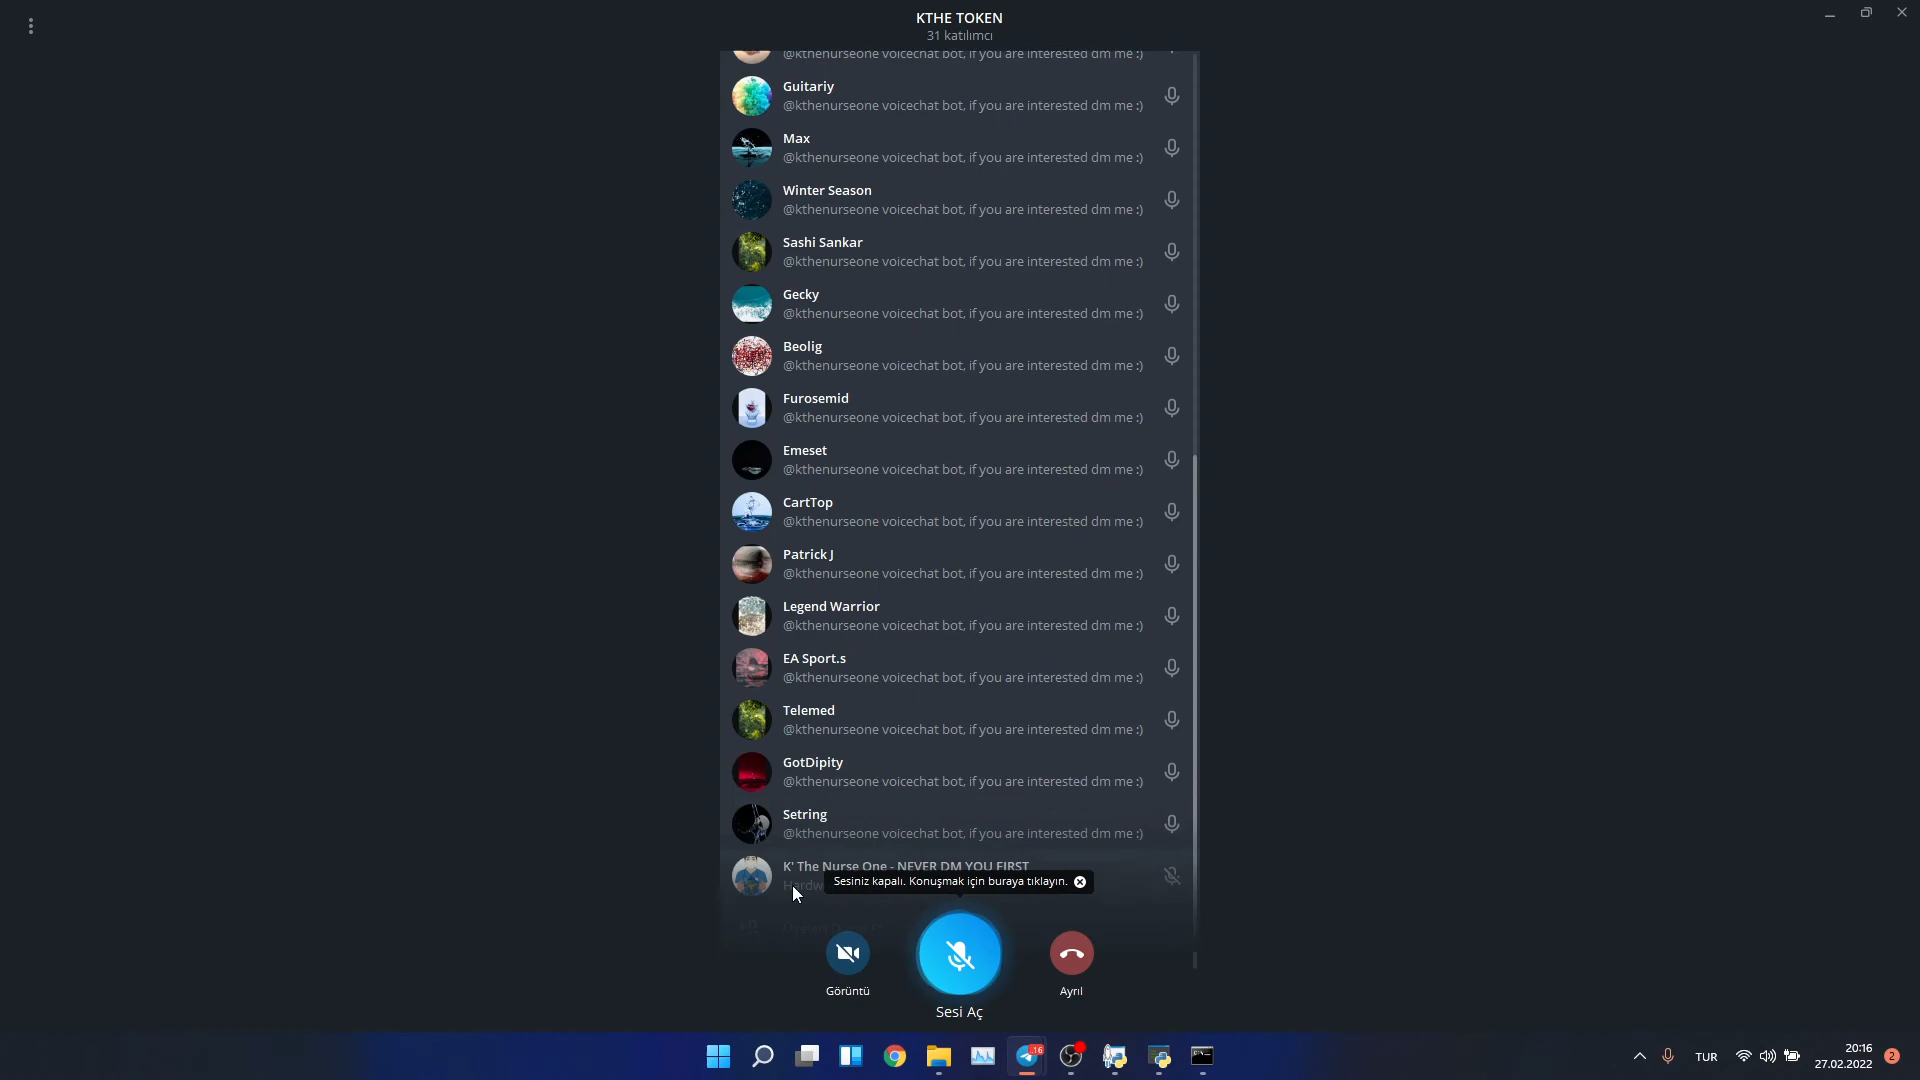 KTHE TOKEN
31 katılımcı
@kthenurseone voicechat bot, if you are interested dm me :)
Guitariy
@kthenurseone voicechat bot, if you are interested dm me :)
Max
@kthenurseone voicechat bot, if you are interested dm me :)
Winter Season
@kthenurseone voicechat bot, if you are interested dm me :)
Sashi Sankar
@kthenurseone voicechat bot, if you are interested dm me :)
Gecky
@kthenurseone voicechat bot, if you are interested dm me :)
Beolig
@kthenurseone voicechat bot, if you are interested dm me :)
Furosemid
@kthenurseone voicechat bot, if you are interested dm me :)
Emeset
@kthenurseone voicechat bot, if you are interested dm me :)
CartTop
@kthenurseone voicechat bot, if you are interested dm me :)
Patrick J
@kthenurseone voicechat bot, if you are interested dm me :)
Legend Warrior
@kthenurseone voicechat bot, if you are interested dm me :)
EA Sport.s
@kthenurseone voicechat bot, if you are interested dm me :)
Telemed
@kthenurseone voicechat bot, if you are interested dm me :)
GotDipity
@kthenurseone voicechat bot, if you are interested dm me :)
Setring
@kthenurseone voicechat bot, if you are interested dm me :)
K' The Nurse One - NEVER DM YOU FIRST
Sesiniz kapalı. Konuşmak için buraya tıklayın.
Görüntü
Ayrıl
Sesi Aç
16
TUR
20:16
27.02.2022
2